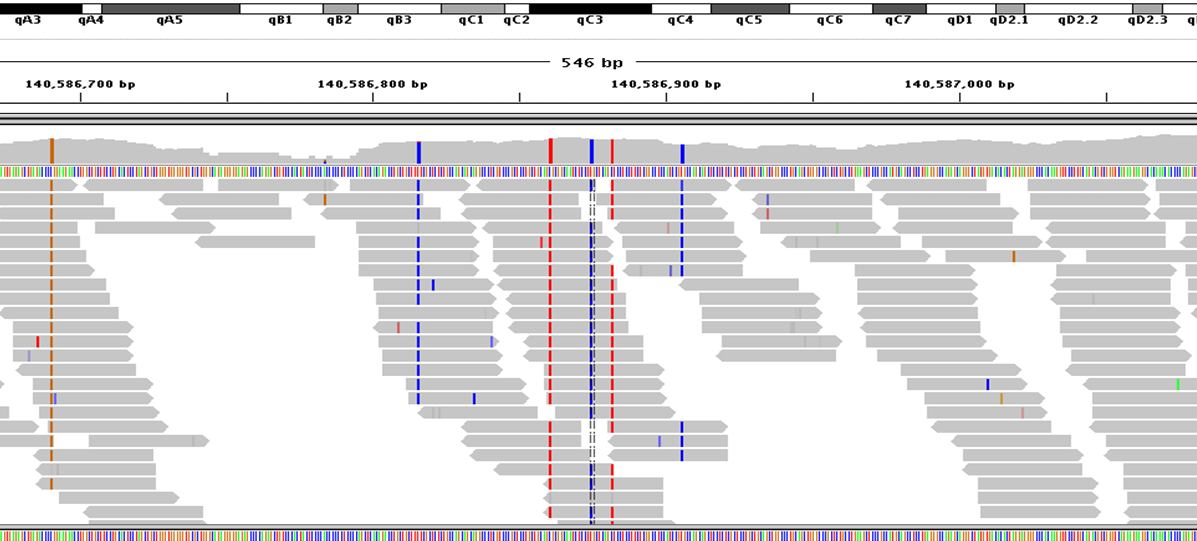 qA3 qA4 qA5 qB1 qB2 qB3 qC1 qC2 qC3 qC4 qC5 qC6 qC7 qD1 qD2.1 qD2.2 qD2.3
546 bp
140,586,700 bp 140,586,800 bp 140,586,900 bp 140,587,000 bp